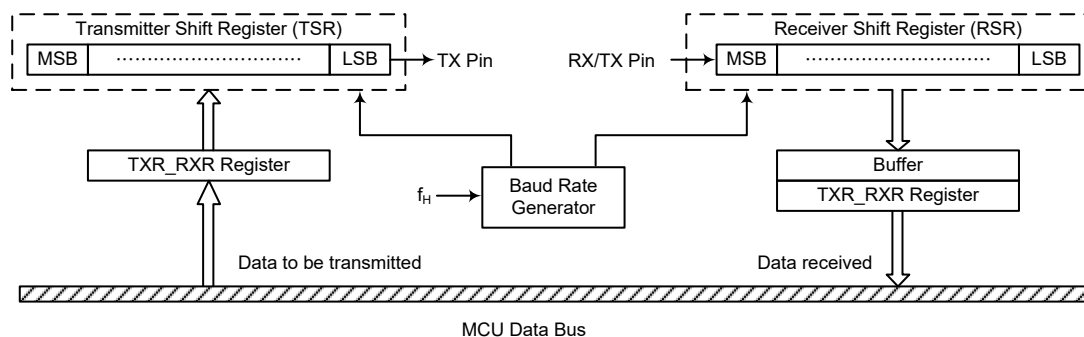 Transmitter Shift Register (TSR)
MSB ........................................ LSB
TX Pin
RX/TX Pin
Receiver Shift Register (RSR)
MSB ........................................ LSB
TXR_RXR Register
fH
Baud Rate
Generator
Buffer
TXR_RXR Register
Data to be transmitted
Data received
MCU Data Bus